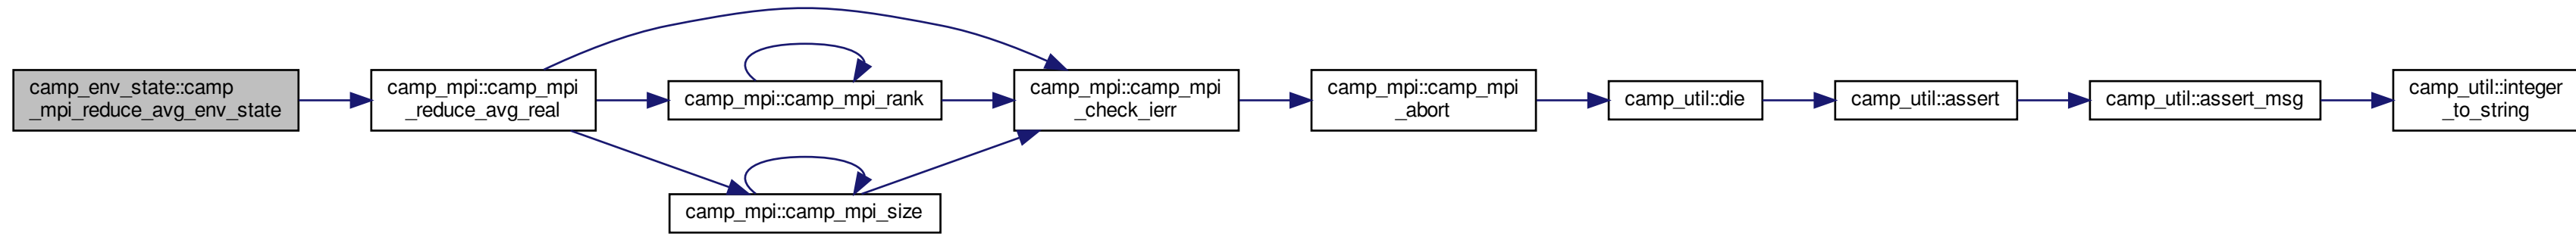 camp_env_state::camp
_mpi_reduce_avg_env_state
camp_mpi::camp_mpi
_reduce_avg_real
camp_mpi::camp_mpi_rank
camp_mpi::camp_mpi_size
camp_mpi::camp_mpi
_check_ierr
camp_mpi::camp_mpi
_abort
camp_util::die
camp_util::assert
camp_util::assert_msg
camp_util::integer
_to_string